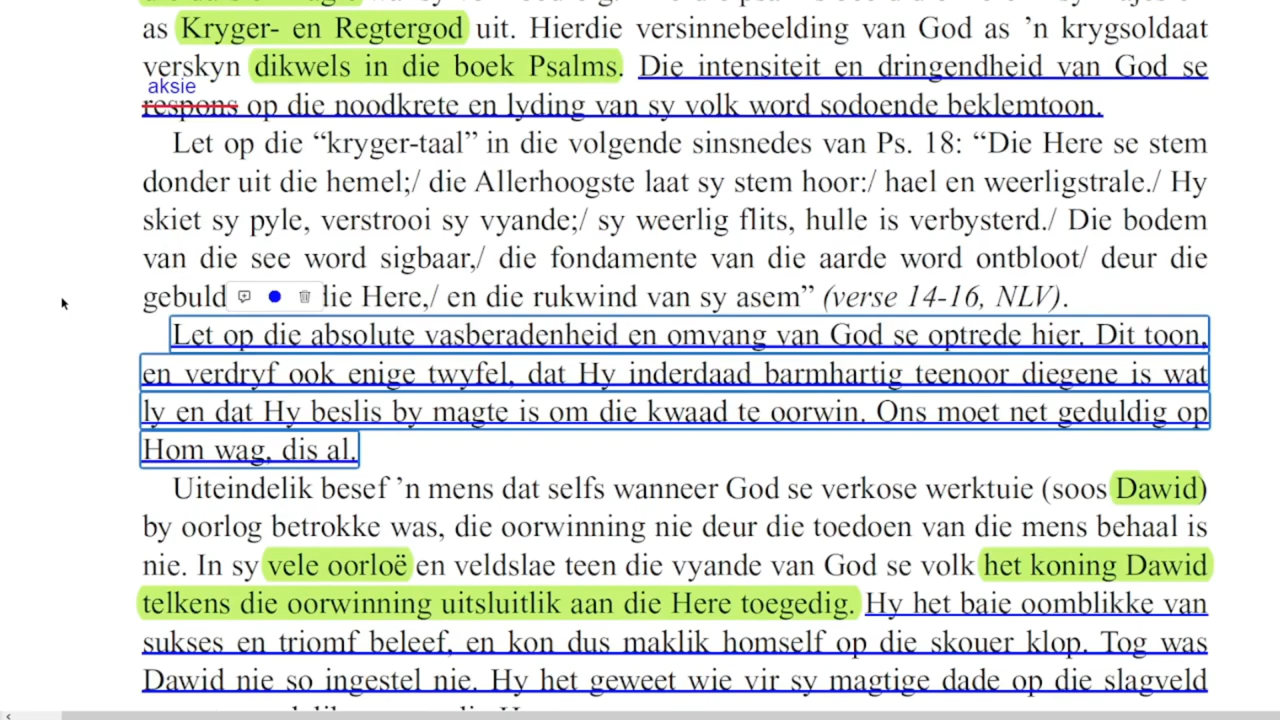 as Kryger- en Regtergod uit. Hierdie versinnebeelding van God as ’n krygsoldaat
verskyn dikwels in die boek Psalms. Die intensiteit en dringendheid van God se
aksie
respons op die noodkrete en lyding van sy volk word sodoende beklemtoon.
Let op die “kryger-taal” in die volgende sinsnedes van Ps. 18: “Die Here se stem
donder uit die hemel;/ die Allerhoogste laat sy stem hoor:/ hael en weerligstrale./ Hy
skiet sy pyle, verstrooi sy vyande;/ sy weerlig flits, hulle is verbysterd./ Die bodem
van die see word sigbaar,/ die fondamente van die aarde word ontbloot/ deur die
gebuld die Here,/ en die rukwind van sy asem” (verse 14-16, NLV).
Let op die absolute vasberadenheid en omvang van God se optrede hier. Dit toon,
en verdryf ook enige twyfel, dat Hy inderdaad barmhartig teenoor diegene is wat
ly en dat Hy beslis by magte is om die kwaad te oorwin. Ons moet net geduldig op
Hom wag, dis al.
Uiteindelik besef ’n mens dat selfs wanneer God se verkose werktuie (soos Dawid)
by oorlog betrokke was, die oorwinning nie deur die toedoen van die mens behaal is
nie. In sy vele oorloë en veldslae teen die vyande van God se volk het koning Dawid
telkens die oorwinning uitsluitlik aan die Here toegedig. Hy het baie oomblikke van
sukses en triomf beleef, en kon dus maklik homself op die skouer klop. Tog was
Dawid nie so ingestel nie. Hy het geweet wie vir sy magtige dade op die slagveld